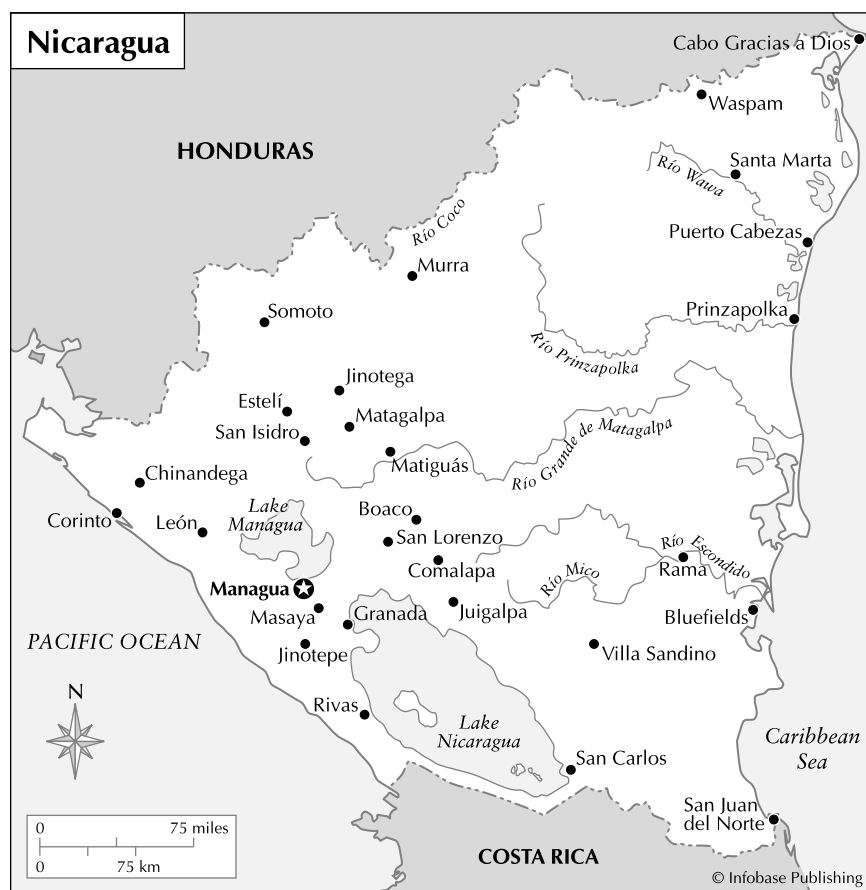 Nicaragua
Cabo Gracias a Dios
Waspam
HONDURAS
Santa Marta
Río Wawa
Río Coco
Puerto Cabezas
Murra
Somoto
Prinzapolka
Río Prinzapolka
Jinotega
Estelí
Matagalpa
San Isidro
Río Grande de Matagalpa
Matiguás
Chinandega
Lake
Managua
Boaco
Corinto
León
San Lorenzo
Río Escondido
Comalapa
Rama
Río Mico
Managua
Masaya
Granada
Juigalpa
Bluefields
PACIFIC OCEAN
Jinotepe
Villa Sandino
N
Rivas
Lake
Nicaragua
Caribbean
Sea
San Carlos
San Juan
del Norte
0 75 miles
0 75 km
COSTA RICA
© Infobase Publishing